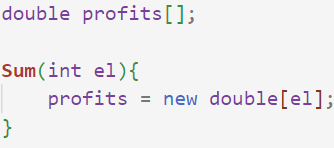 double profits[];
Sum(int el){
profits = new double[el];
}